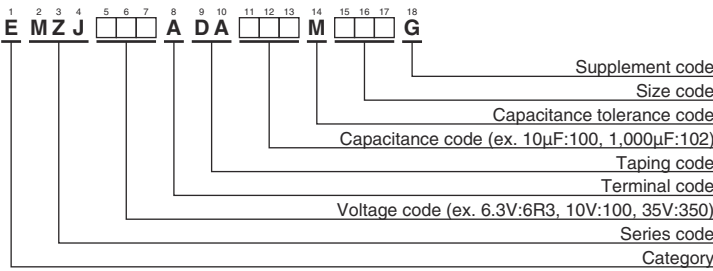 1 2 3 4 5 6 7 8 9 10 11 12 13 14 15 16 17 18
E M Z J □ □ □ A D A □ □ □ M □ □ □ G
Supplement code
Size code
Capacitance tolerance code
Capacitance code (ex. 10μF:100, 1,000μF:102)
Taping code
Terminal code
Voltage code (ex. 6.3V:6R3, 10V:100, 35V:350)
Series code
Category